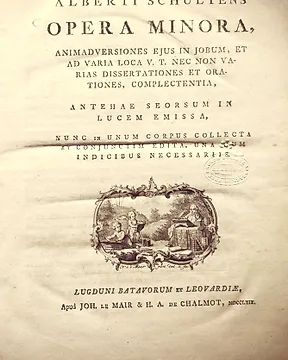 ALBERTI SCHULTENS
OPERA MINORA,
ANIMADVERSIONES EJUS IN JOBUM, ET
AD VARIA LOCA V. T. NEC NON VA-
RIAS DISSERTATIONES ET ORA-
TIONES, COMPLECTENTIA,
ANTEHAC SEORSUM IN
LUCEM EMISSA,
NUNC IN UNUM CORPUS COLLECTA
ET CONJUNCTIM EDITA, UNA CUM
INDICIBUS NECESSARIIS.
LUGDUNI BATAVORUM ET LEOVARDIÆ,
Apud JOH. LE MAIR & H. A. DE CHALMOT, MDCCLXIX.